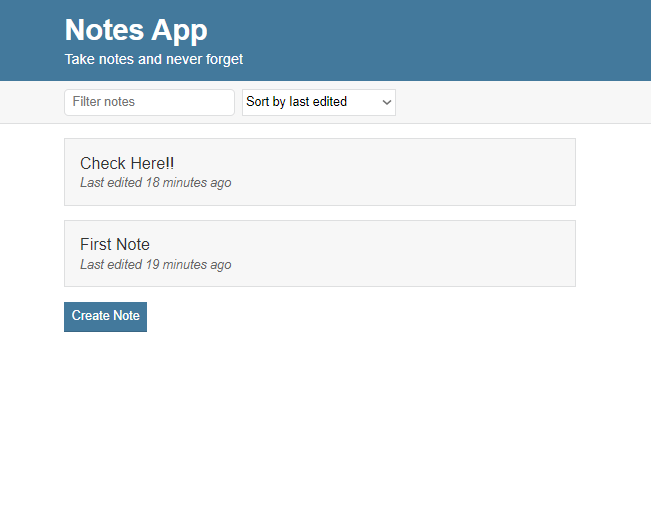 Notes App
Take notes and never forget
Filter notes
Sort by last edited
Check Here!!
Last edited 18 minutes ago
First Note
Last edited 19 minutes ago
Create Note